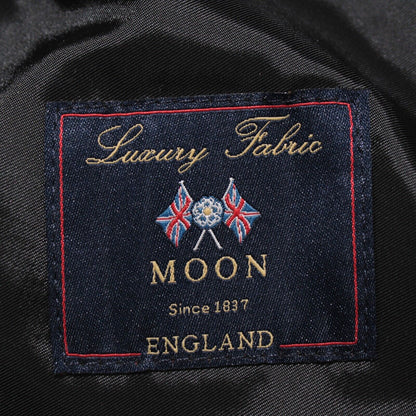 Luxury Fabric
MOON
Since 1837
ENGLAND